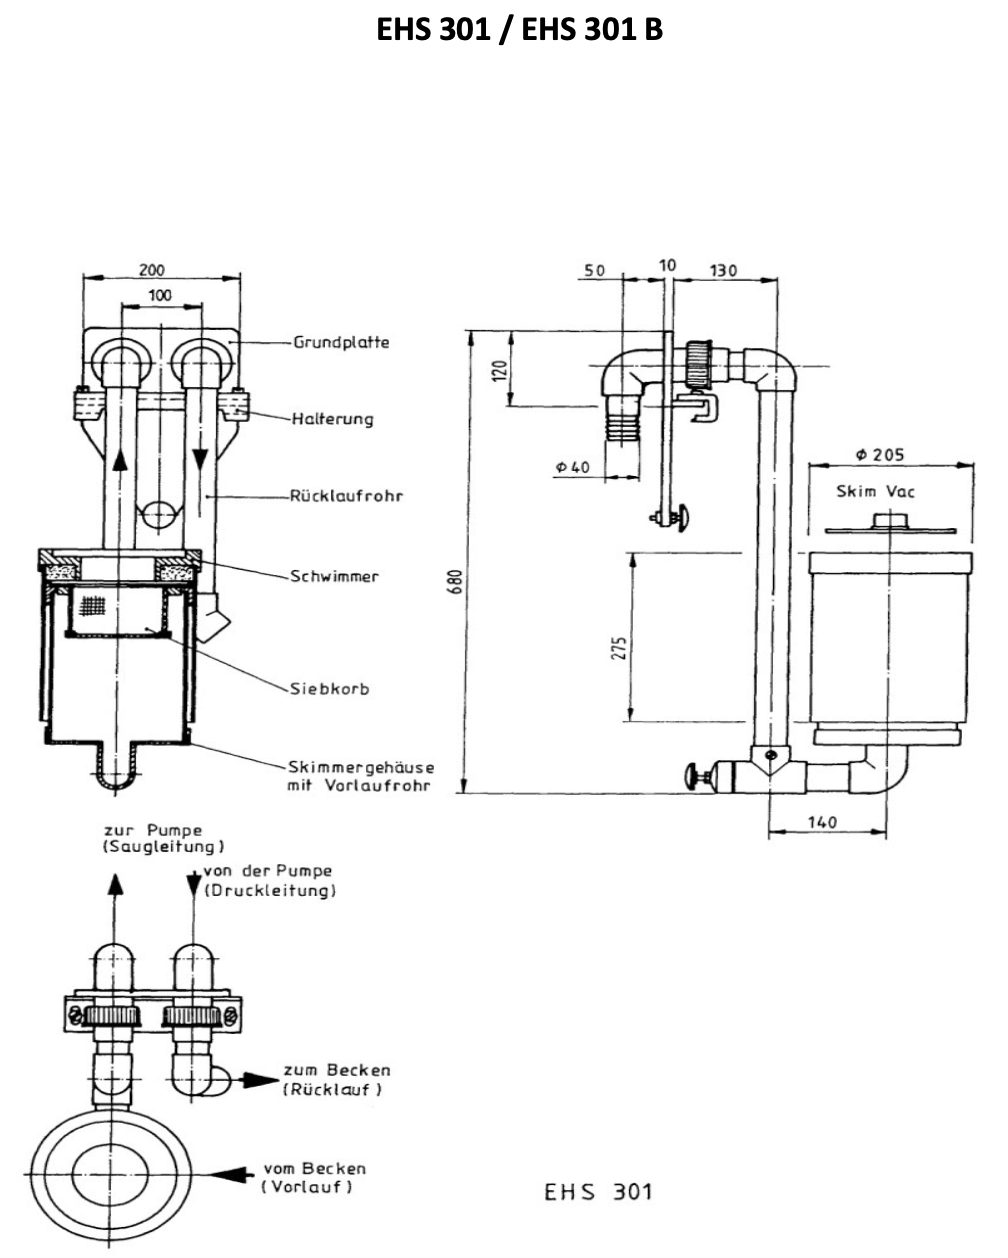 EHS 301 / EHS 301 B
200
100
Grundplatte
Halterung
Rücklaufrohr
Schwimmer
Siebkorb
Skimmergehäuse
mit Vorlaufrohr
50
10
130
120
ϕ 40
680
ϕ 205
Skim Vac
275
140
zur Pumpe
(Saugleitung)
von der Pumpe
(Druckleitung)
zum Becken
(Rücklauf)
vom Becken
(Vorlauf)
EHS 301